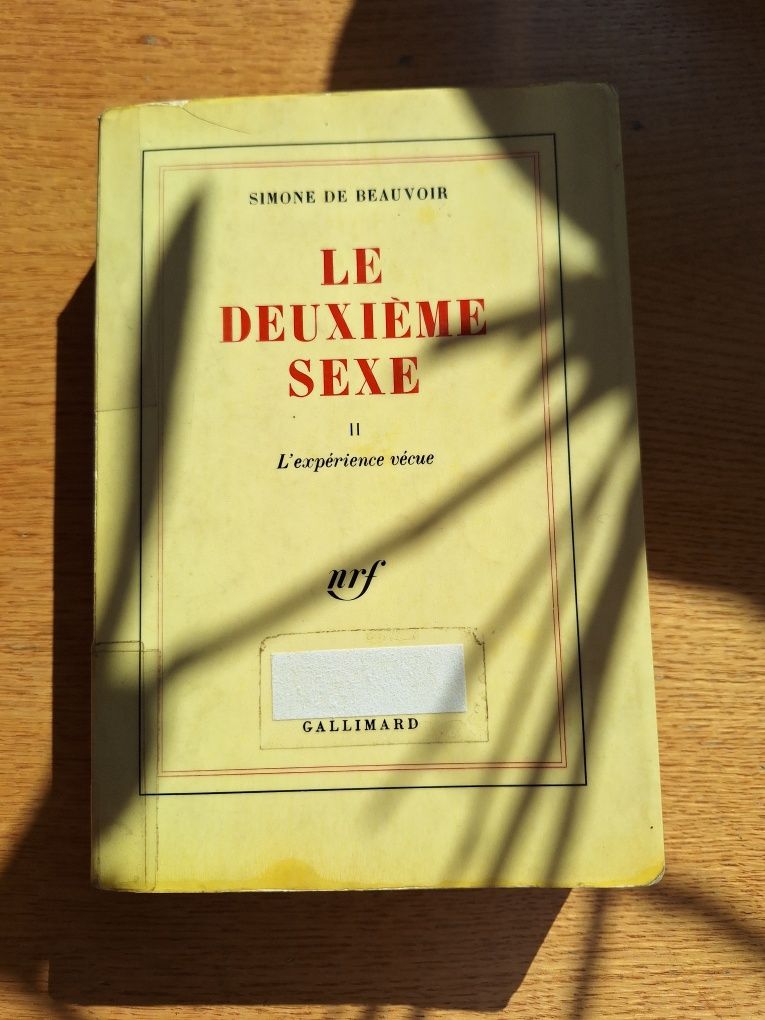 SIMONE DE BEAUVOIR
LE
DEUXIÈME
SEXE
II
L'expérience vécue
nrf
GALLIMARD